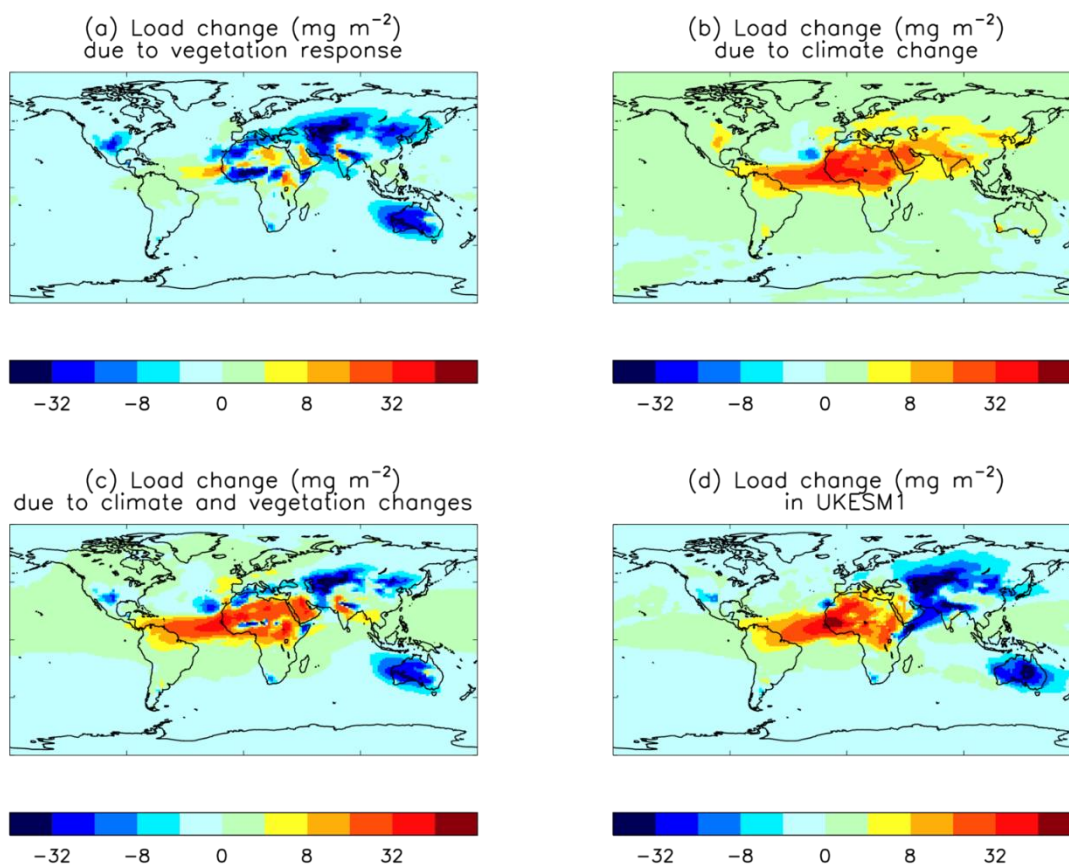 (a) Load change (mg m⁻²)
due to vegetation response
-32 -8 0 8 32
(b) Load change (mg m⁻²)
due to climate change
-32 -8 0 8 32
(c) Load change (mg m⁻²)
due to climate and vegetation changes
-32 -8 0 8 32
(d) Load change (mg m⁻²)
in UKESM1
-32 -8 0 8 32